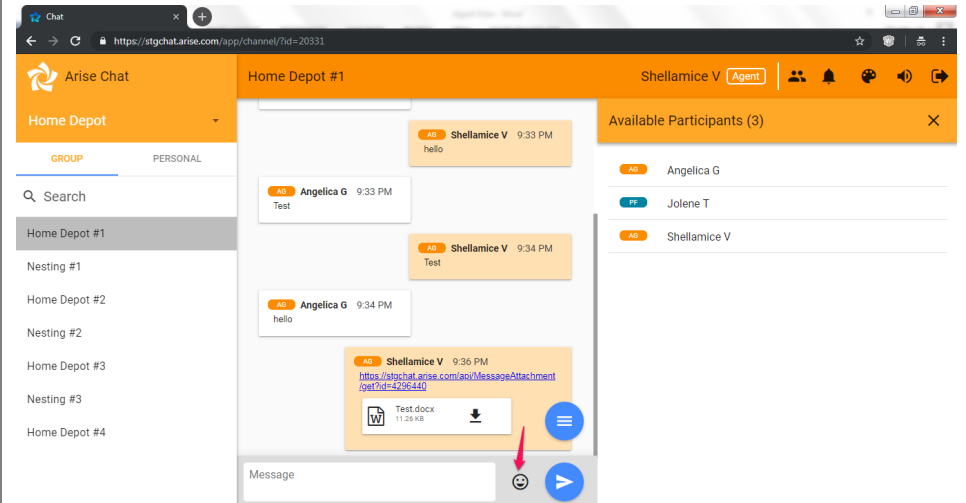 Chat
https://stgchat.arise.com/app/channel/?id=20331
Arise Chat
Home Depot #1
Shellamice V Agent
Home Depot
GROUP PERSONAL
Search
Home Depot #1
Nesting #1
Home Depot #2
Nesting #2
Home Depot #3
Nesting #3
Home Depot #4
AG Shellamice V 9:33 PM
hello
AG Angelica G 9:33 PM
Test
AG Shellamice V 9:34 PM
Test
AG Angelica G 9:34 PM
hello
AG Shellamice V 9:36 PM
https://stgchat.arise.com/api/MessageAttachment
/get?id=4296440
W Test.docx
11.26 KB
Message
Available Participants (3)
AG Angelica G
PF Jolene T
AG Shellamice V